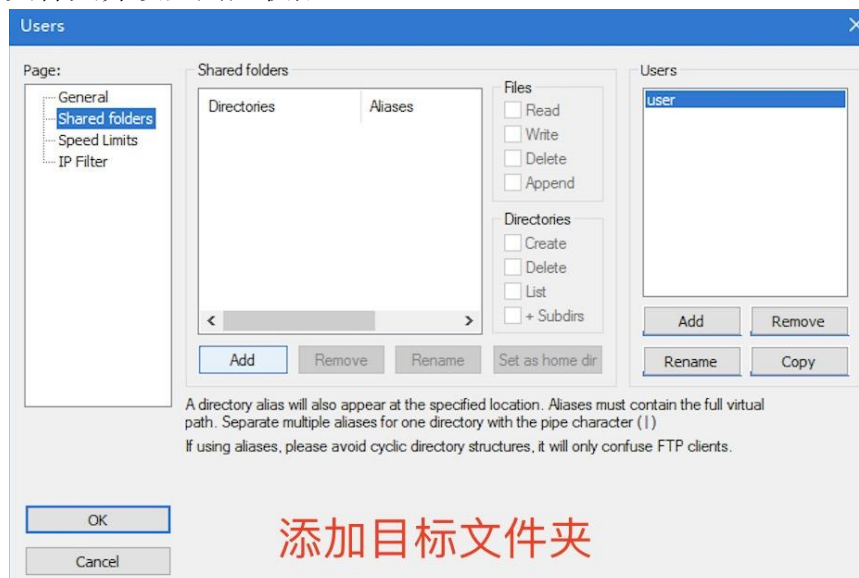 Users
Page:
General
Shared folders
Speed Limits
IP Filter
Shared folders
Directories
Aliases
Files
Read
Write
Delete
Append
Directories
Create
Delete
List
+ Subdirs
Add
Remove
Rename
Set as home dir
Users
user
Add
Remove
Rename
Copy
A directory alias will also appear at the specified location. Aliases must contain the full virtual
path. Separate multiple aliases for one directory with the pipe character (|)
If using aliases, please avoid cyclic directory structures, it will only confuse FTP clients.
OK
Cancel
添加目标文件夹